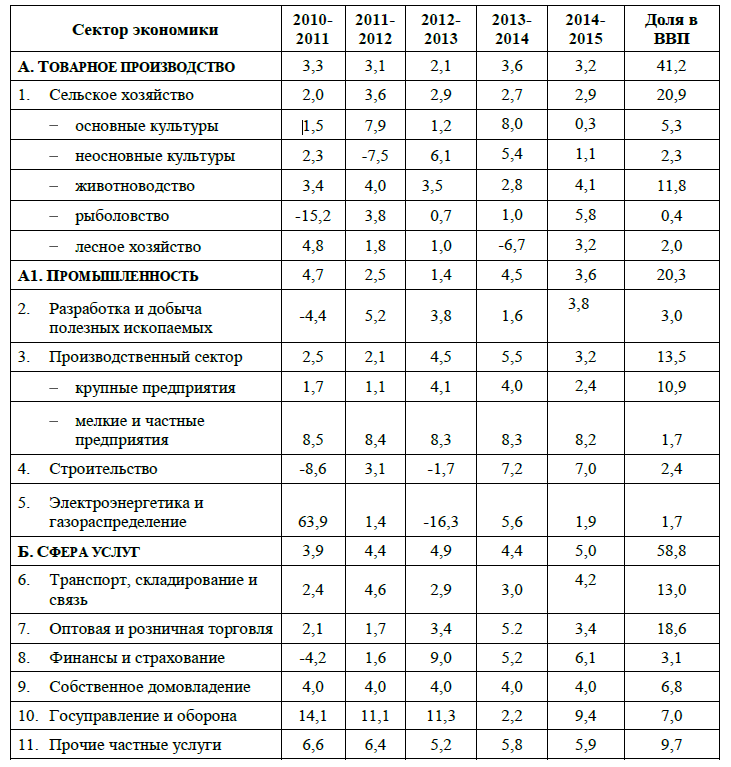 Сектор экономики 2010-2011 2011-2012 2012-2013 2013-2014 2014-2015 Доля в ВВП
А. ТОВАРНОЕ ПРОИЗВОДСТВО 3,3 3,1 2,1 3,6 3,2 41,2
1. Сельское хозяйство 2,0 3,6 2,9 2,7 2,9 20,9
– основные культуры 1,5 7,9 1,2 8,0 0,3 5,3
– неосновные культуры 2,3 -7,5 6,1 5,4 1,1 2,3
– животноводство 3,4 4,0 3,5 2,8 4,1 11,8
– рыболовство -15,2 3,8 0,7 1,0 5,8 0,4
– лесное хозяйство 4,8 1,8 1,0 -6,7 3,2 2,0
А1. ПРОМЫШЛЕННОСТЬ 4,7 2,5 1,4 4,5 3,6 20,3
2. Разработка и добыча
полезных ископаемых -4,4 5,2 3,8 1,6 3,8 3,0
3. Производственный сектор 2,5 2,1 4,5 5,5 3,2 13,5
– крупные предприятия 1,7 1,1 4,1 4,0 2,4 10,9
– мелкие и частные
предприятия 8,5 8,4 8,3 8,3 8,2 1,7
4. Строительство -8,6 3,1 -1,7 7,2 7,0 2,4
5. Электроэнергетика и
газораспределение 63,9 1,4 -16,3 5,6 1,9 1,7
Б. СФЕРА УСЛУГ 3,9 4,4 4,9 4,4 5,0 58,8
6. Транспорт, складирование и
связь 2,4 4,6 2,9 3,0 4,2 13,0
7. Оптовая и розничная торговля 2,1 1,7 3,4 5.2 3,4 18,6
8. Финансы и страхование -4,2 1,6 9,0 5,2 6,1 3,1
9. Собственное домовладение 4,0 4,0 4,0 4,0 4,0 6,8
10. Госуправление и оборона 14,1 11,1 11,3 2,2 9,4 7,0
11. Прочие частные услуги 6,6 6,4 5,2 5,8 5,9 9,7